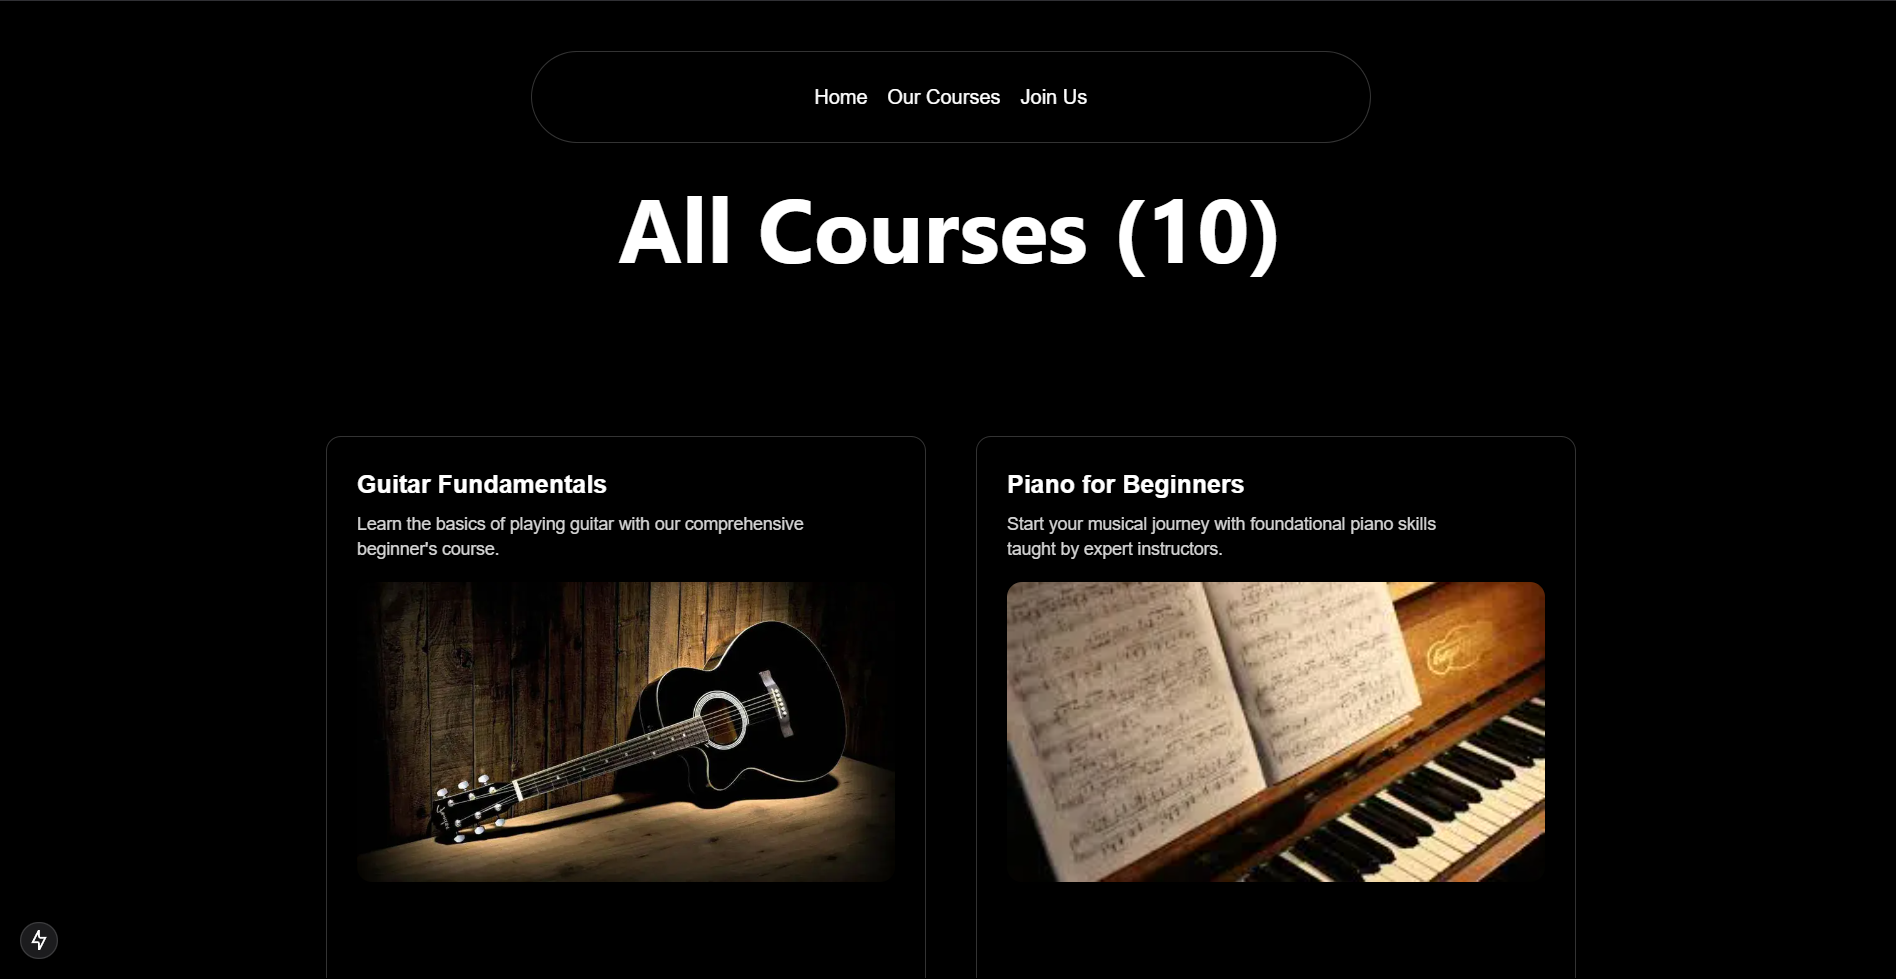 Home Our Courses Join Us
All Courses (10)
Guitar Fundamentals
Learn the basics of playing guitar with our comprehensive
beginner's course.
Piano for Beginners
Start your musical journey with foundational piano skills
taught by expert instructors.